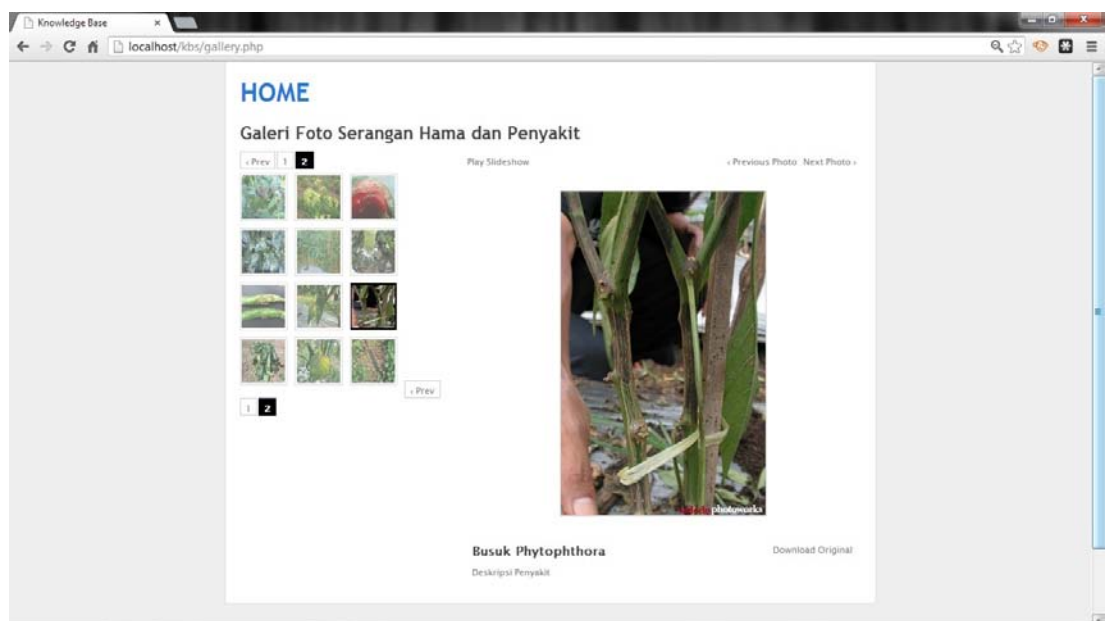 Knowledge Base
localhost/kbs/gallery.php
HOME
Galeri Foto Serangan Hama dan Penyakit
‹ Prev 1 2
Play Slideshow
‹ Previous Photo Next Photo ›
‹ Prev
1 2
photoworks
Busuk Phytophthora
Download Original
Deskripsi Penyakit